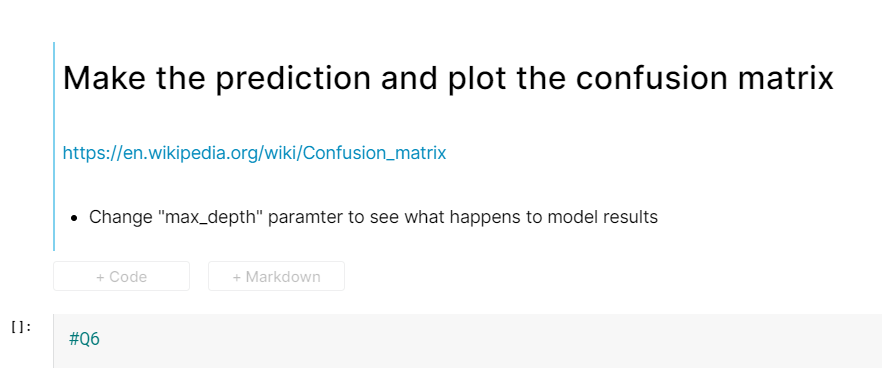 Make the prediction and plot the confusion matrix
https://en.wikipedia.org/wiki/Confusion_matrix
• Change "max_depth" paramter to see what happens to model results
+ Code + Markdown
[]: #Q6